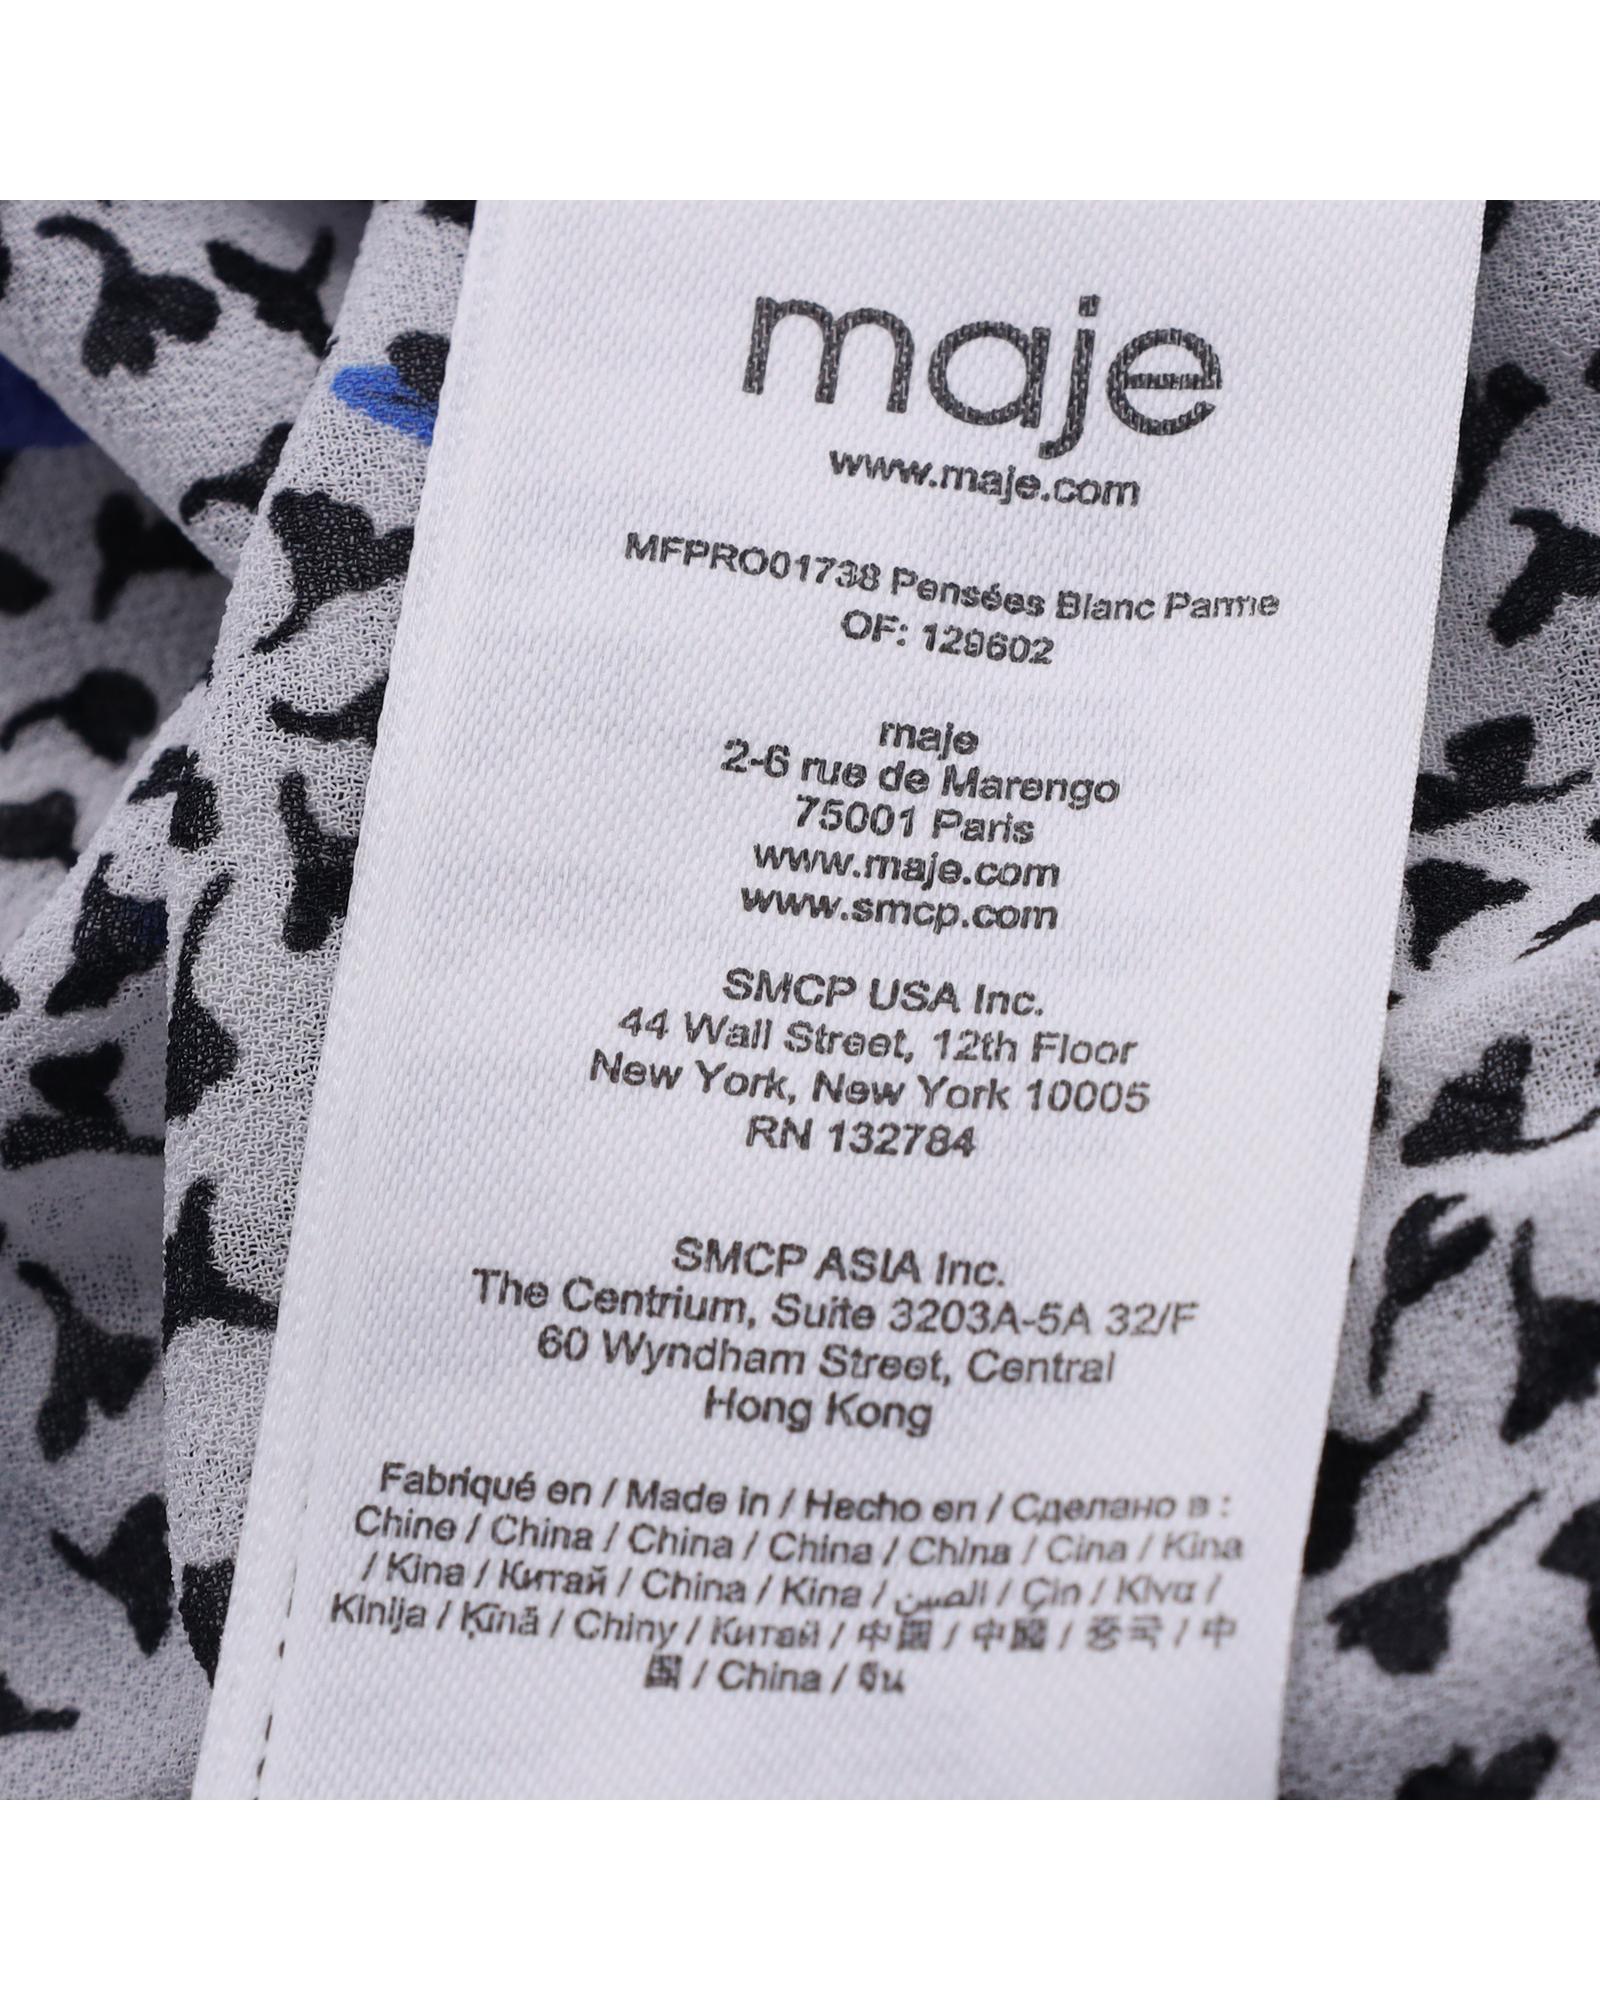 maje
www.maje.com
MFPRO01738 Pensées Blanc Parme
OF: 129602
maje
2-6 rue de Marengo
75001 Paris
www.maje.com
www.smcp.com
SMCP USA Inc.
44 Wall Street, 12th Floor
New York, New York 10005
RN 132784
SMCP ASIA Inc.
The Centrium, Suite 3203A-5A 32/F
60 Wyndham Street, Central
Hong Kong
Fabriqué en / Made in / Hecho en / Сделано в :
Chine / China / China / China / China / Cina / Kina
/ Kina / Китай / China / Kina / الصين / Çin / Κίνα /
Kinija / Ķīnā / Chiny / Китай / 中国 / 中國 / 중국 / 中
国 / China / จีน